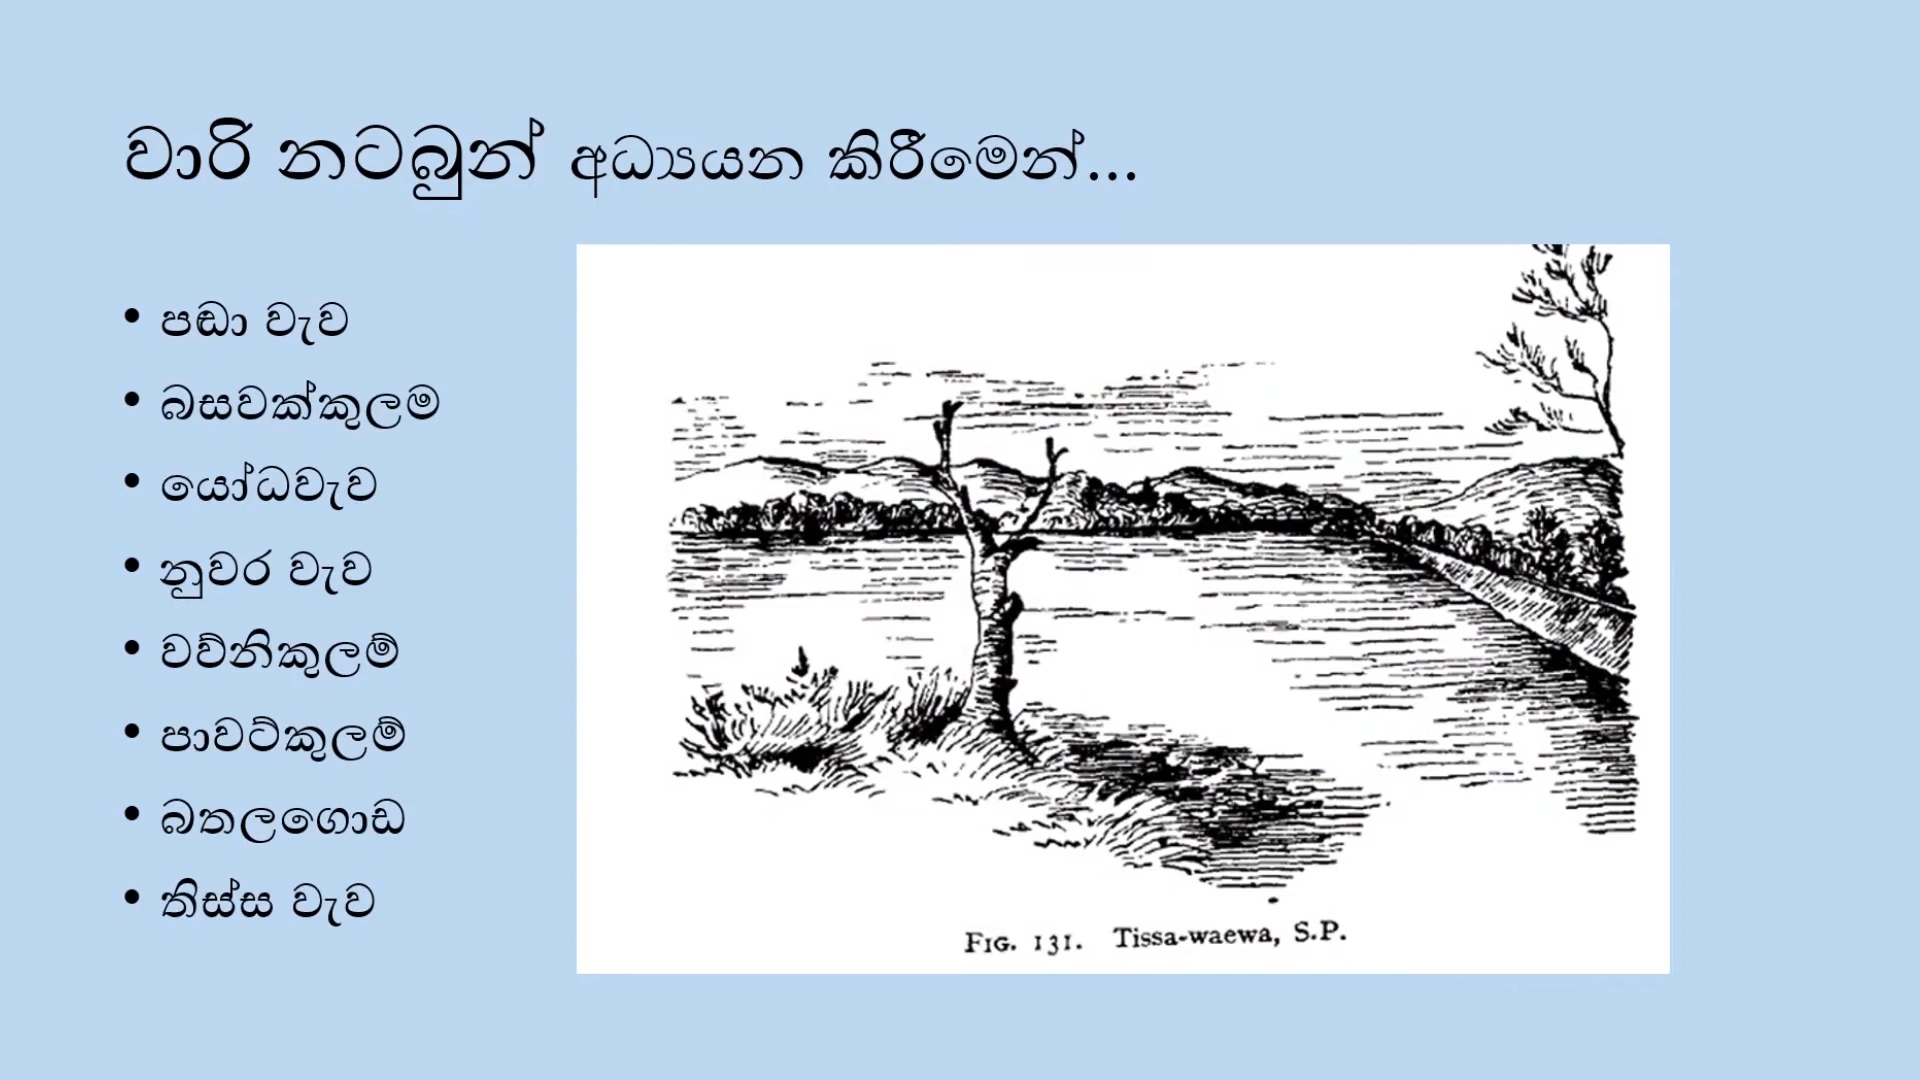 වාරි නටබුන් අධ්‍යයන කිරීමෙන්...
• පඬා වැව
• බසවක්කුලම
• යෝධවැව
• නුවර වැව
• වව්නිකුලම්
• පාවට්කුලම්
• බතලගොඩ
• තිස්ස වැව
FIG. 131. Tissa-waewa, S.P.